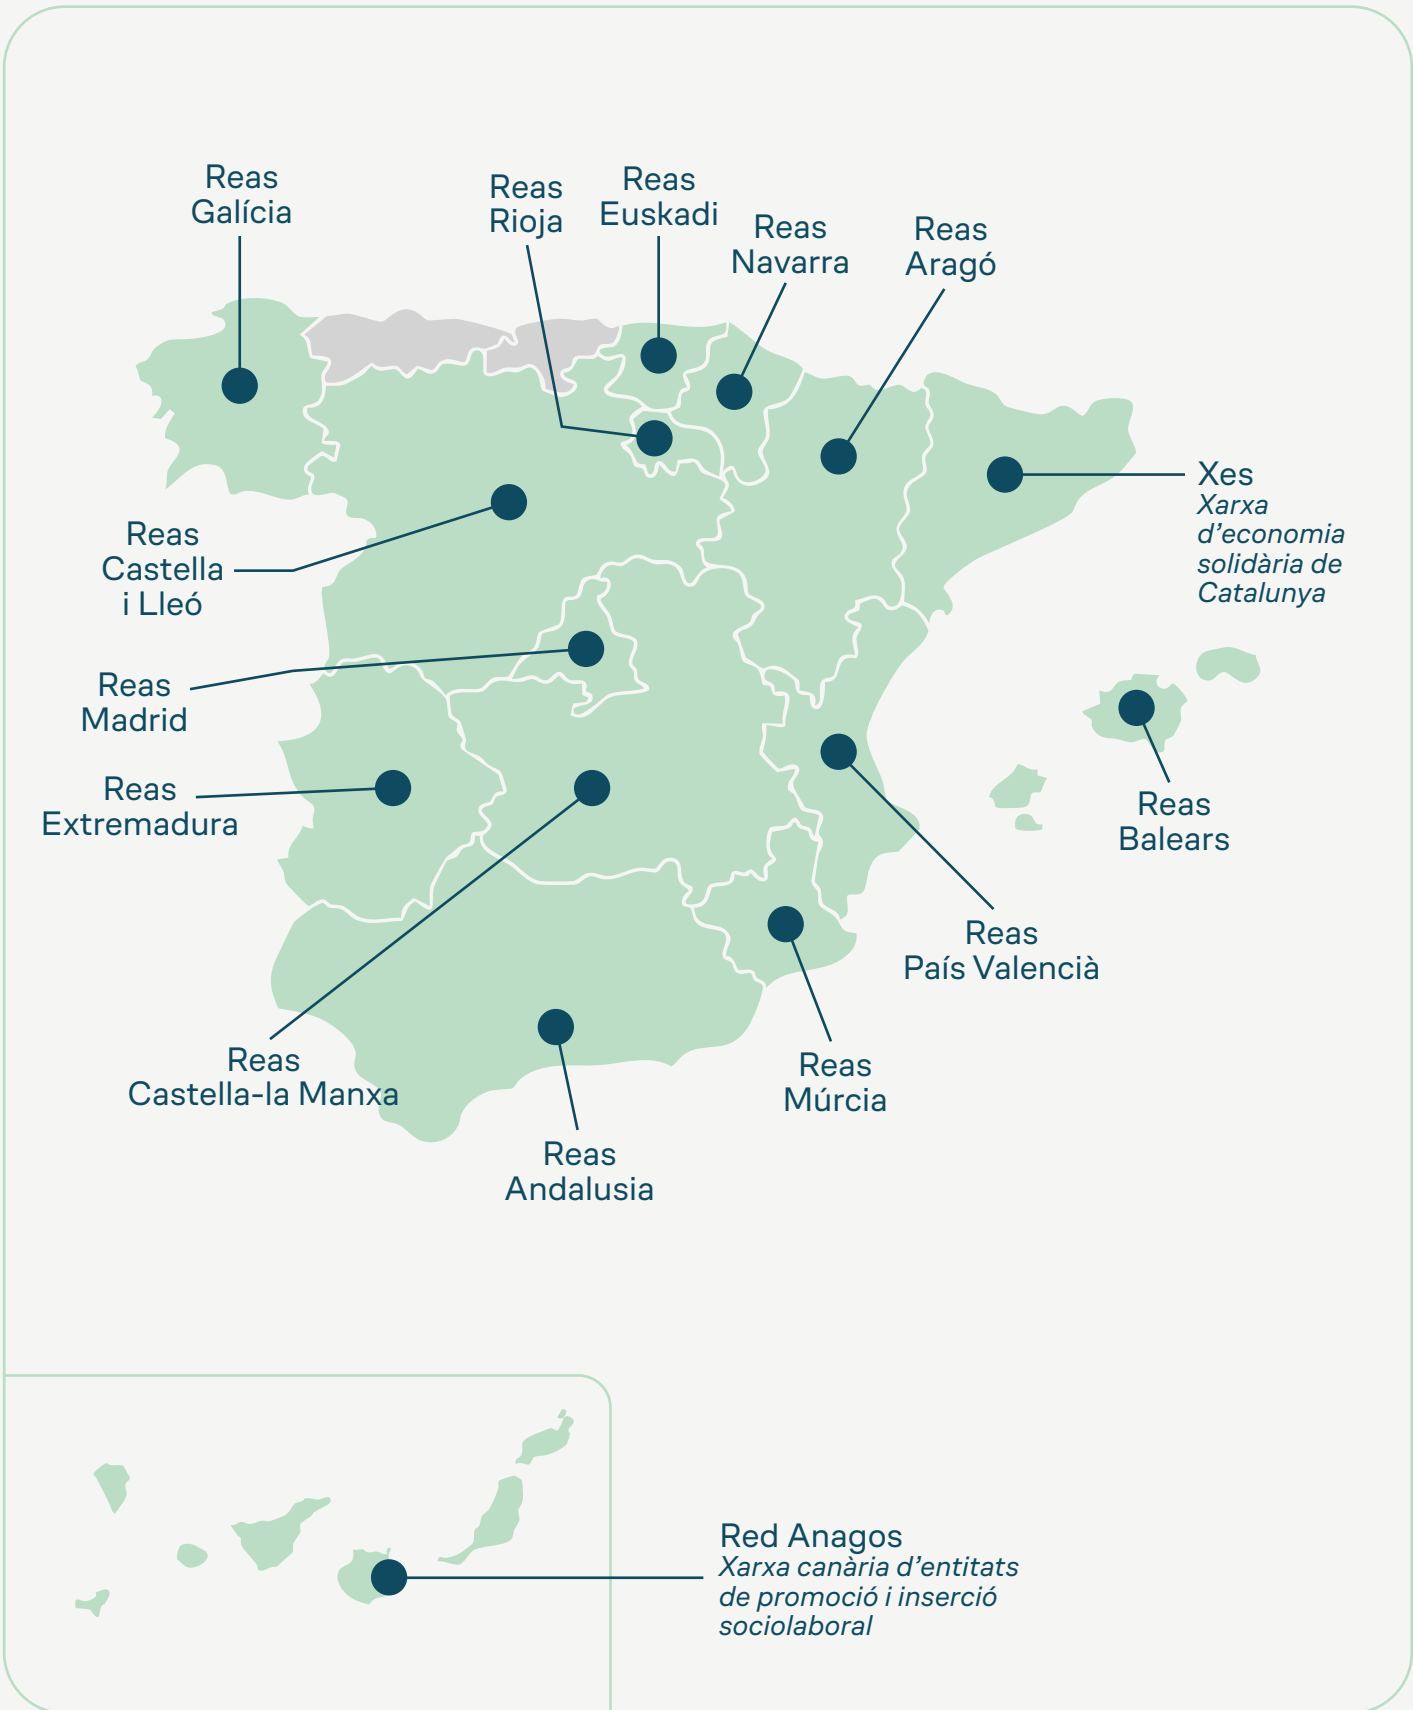 Reas
Galícia
Reas
Rioja
Reas
Euskadi
Reas
Navarra
Reas
Aragó
Xes
Xarxa
d’economia
solidària de
Catalunya
Reas
Castella
i Lleó
Reas
Madrid
Reas
Extremadura
Reas
Balears
Reas
País Valencià
Reas
Castella-la Manxa
Reas
Múrcia
Reas
Andalusia
Red Anagos
Xarxa canària d’entitats
de promoció i inserció
sociolaboral